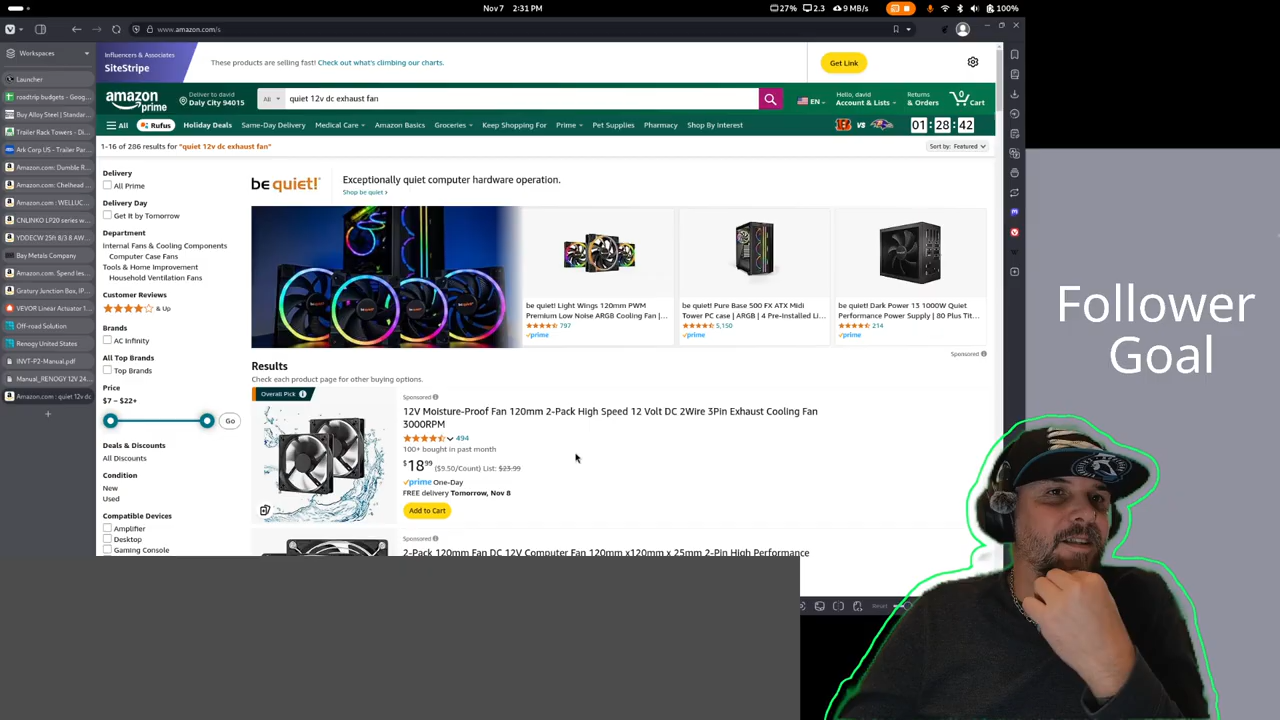 Nov 7 2:31 PM
27% 2.3 9 MB/s 100%
www.amazon.com/s
Workspaces
Launcher
roadtrip budgets - Goog...
Buy Alloy Steel | Standar...
Trailer Rack Towers - Di...
Ark Corp US - Trailer Par...
Amazon.com: Dumble R...
Amazon.com: Chelhead ...
Amazon.com : WELLUC...
CNLINKO LP20 series w...
YDDECW 25ft 8/3 8 AW...
Bay Metals Company
Amazon.com. Spend les...
Gratury Junction Box, IP...
VEVOR Linear Actuator 1...
Off-road Solution
Renogy United States
INVT-P2-Manual.pdf
Manual_RENOGY 12V 24...
Amazon.com : quiet 12v dc
Influencers & Associates
SiteStripe
These products are selling fast! Check out what's climbing our charts.
Get Link
amazon prime
Deliver to david
Daly City 94015
All
quiet 12v dc exhaust fan
EN
Hello, david
Account & Lists
Returns
& Orders
0
Cart
All Rufus Holiday Deals Same-Day Delivery Medical Care Amazon Basics Groceries Keep Shopping For Prime Pet Supplies Pharmacy Shop By Interest VS 01 : 28 : 42
1-16 of 286 results for "quiet 12v dc exhaust fan"
Sort by: Featured
Delivery
All Prime
Delivery Day
Get It by Tomorrow
Department
Internal Fans & Cooling Components
Computer Case Fans
Tools & Home Improvement
Household Ventilation Fans
Customer Reviews
& Up
Brands
AC Infinity
All Top Brands
Top Brands
Price
$7 – $22+
Go
Deals & Discounts
All Discounts
Condition
New
Used
Compatible Devices
Amplifier
Desktop
Gaming Console
be quiet!
Exceptionally quiet computer hardware operation.
Shop be quiet ›
be quiet! Light Wings 120mm PWM
Premium Low Noise ARGB Cooling Fan |...
797
prime
be quiet! Pure Base 500 FX ATX Midi
Tower PC case | ARGB | 4 Pre-Installed Li...
5,150
prime
be quiet! Dark Power 13 1000W Quiet
Performance Power Supply | 80 Plus Tit...
214
prime
Sponsored
Results
Check each product page for other buying options.
Overall Pick
Sponsored
12V Moisture-Proof Fan 120mm 2-Pack High Speed 12 Volt DC 2Wire 3Pin Exhaust Cooling Fan
3000RPM
494
100+ bought in past month
$18.99 ($9.50/Count) List: $23.99
prime One-Day
FREE delivery Tomorrow, Nov 8
Add to Cart
Sponsored
2-Pack 120mm Fan DC 12V Computer Fan 120mm x120mm x 25mm 2-Pin High Performance
Reset
Follower
Goal